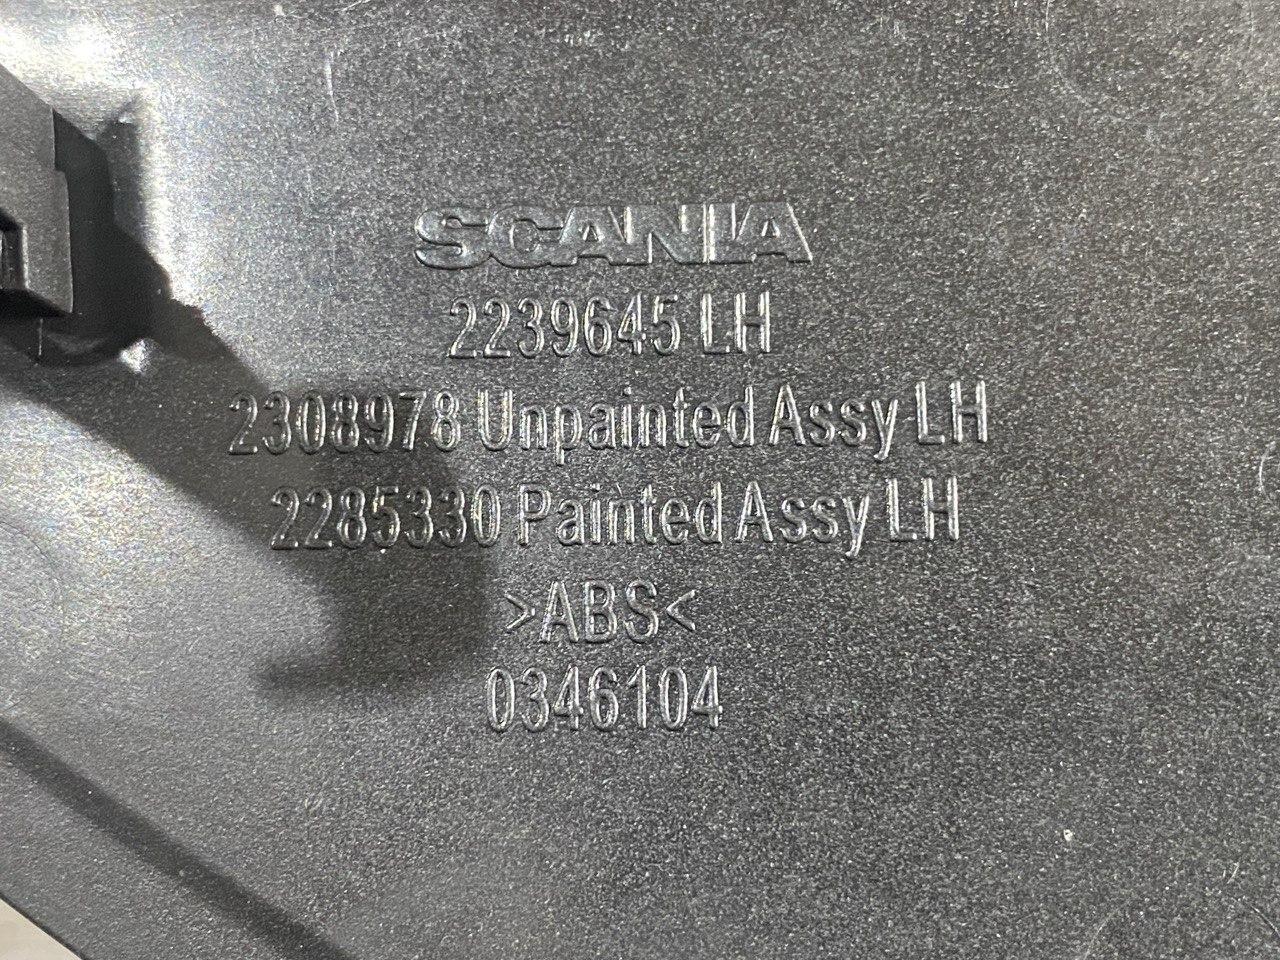 SCANIA
2239645 LH
2308978 Unpainted Assy LH
2285330 Painted Assy LH
>ABS<
0346104